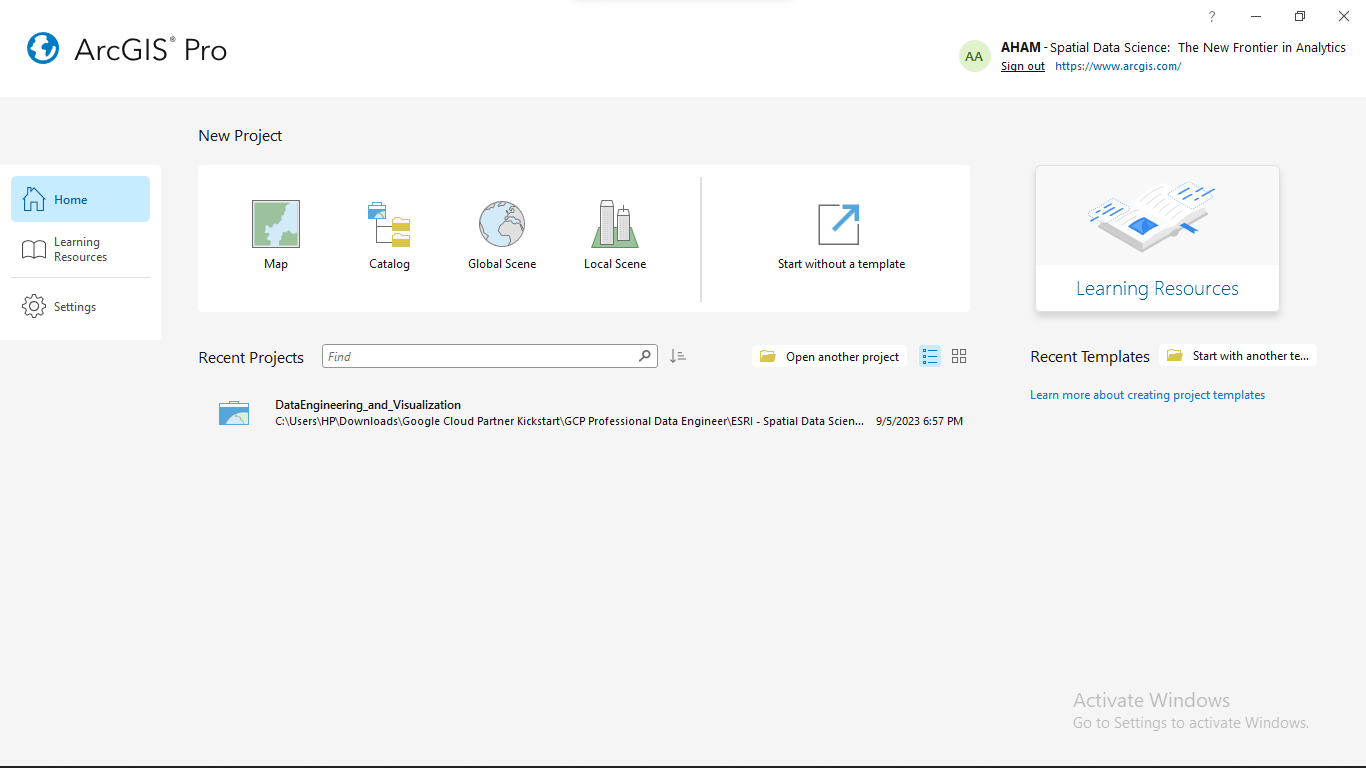 ?
ArcGIS® Pro
AA
AHAM - Spatial Data Science: The New Frontier in Analytics
Sign out https://www.arcgis.com/
New Project
Home
Learning
Resources
Settings
Map
Catalog
Global Scene
Local Scene
Start without a template
Learning Resources
Recent Projects
Find
Open another project
Recent Templates
Start with another te...
DataEngineering_and_Visualization
C:\Users\HP\Downloads\Google Cloud Partner Kickstart\GCP Professional Data Engineer\ESRI - Spatial Data Scien...
9/5/2023 6:57 PM
Learn more about creating project templates
Activate Windows
Go to Settings to activate Windows.